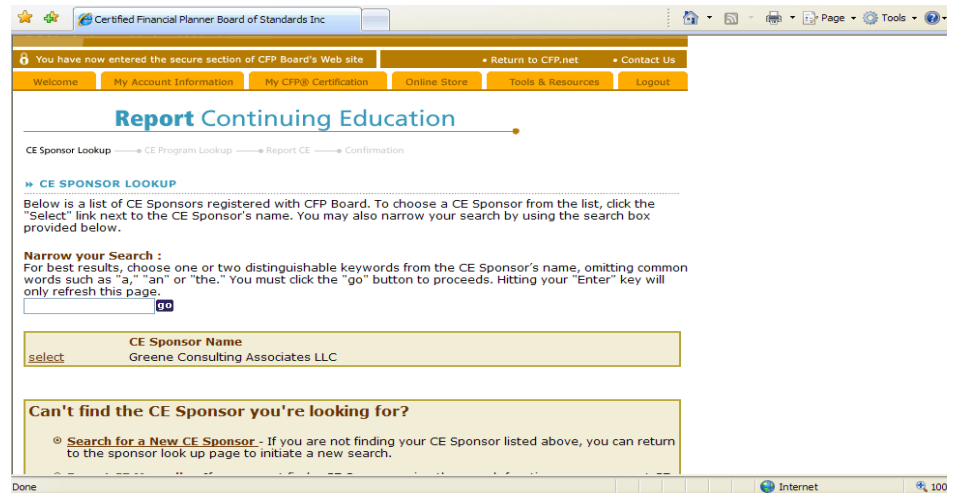 Certified Financial Planner Board of Standards Inc
Page
Tools
You have now entered the secure section of CFP Board's Web site
• Return to CFP.net
• Contact Us
Welcome
My Account Information
My CFP® Certification
Online Store
Tools & Resources
Logout
Report Continuing Education
CE Sponsor Lookup
CE Program Lookup
Report CE
Confirmation
» CE SPONSOR LOOKUP
Below is a list of CE Sponsors registered with CFP Board. To choose a CE Sponsor from the list, click the
"Select" link next to the CE Sponsor's name. You may also narrow your search by using the search box
provided below.
Narrow your Search :
For best results, choose one or two distinguishable keywords from the CE Sponsor's name, omitting common
words such as "a," "an" or "the." You must click the "go" button to proceeds. Hitting your "Enter" key will
only refresh this page.
go
CE Sponsor Name
select Greene Consulting Associates LLC
Can't find the CE Sponsor you're looking for?
Search for a New CE Sponsor - If you are not finding your CE Sponsor listed above, you can return
to the sponsor look up page to initiate a new search.
Done
Internet
100